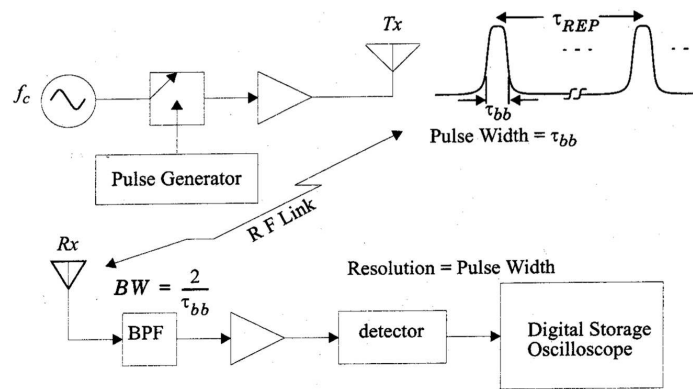 Tx
τ_REP
f_c
τ_bb
Pulse Width = τ_bb
Pulse Generator
R F Link
Rx
BW = 2/τ_bb
Resolution = Pulse Width
BPF
detector
Digital Storage
Oscilloscope